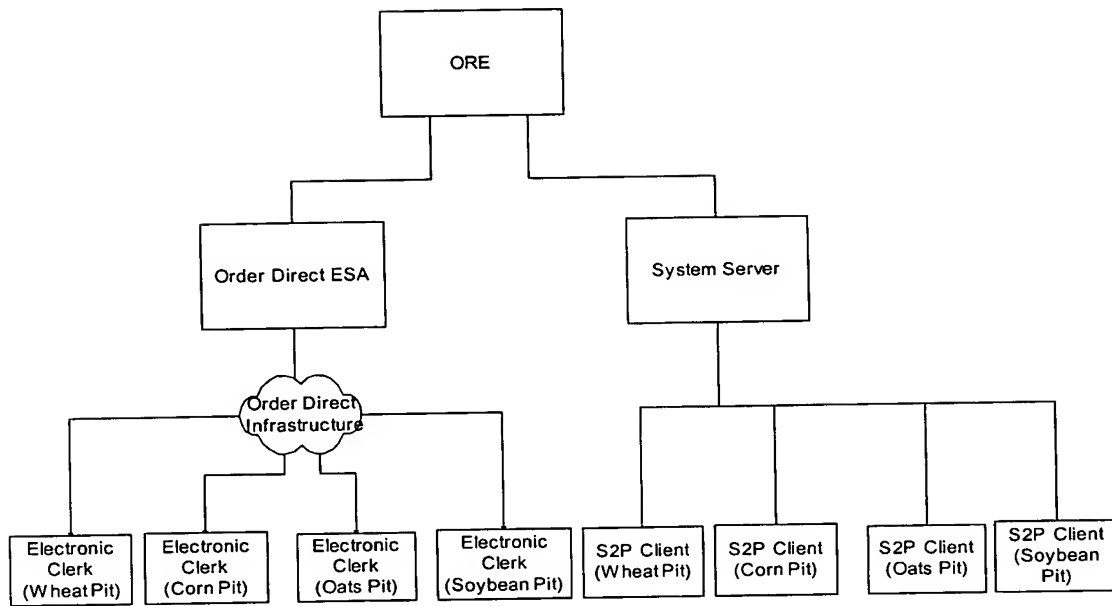 ORE
Order Direct ESA
System Server
Order Direct
Infrastructure
Electronic
Clerk
(Wheat Pit)
Electronic
Clerk
(Corn Pit)
Electronic
Clerk
(Oats Pit)
Electronic
Clerk
(Soybean Pit)
S2P Client
(Wheat Pit)
S2P Client
(Corn Pit)
S2P Client
(Oats Pit)
S2P Client
(Soybean
Pit)